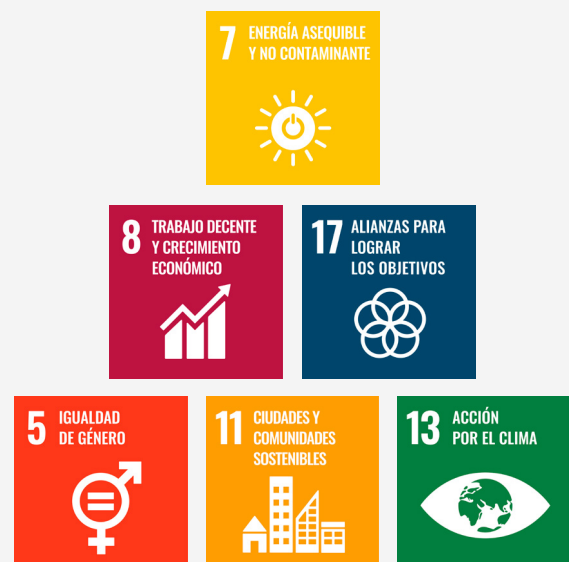 7 ENERGÍA ASEQUIBLE
Y NO CONTAMINANTE
8 TRABAJO DECENTE
Y CRECIMIENTO
ECONÓMICO
17 ALIANZAS PARA
LOGRAR
LOS OBJETIVOS
5 IGUALDAD
DE GÉNERO
11 CIUDADES Y
COMUNIDADES
SOSTENIBLES
13 ACCIÓN
POR EL CLIMA